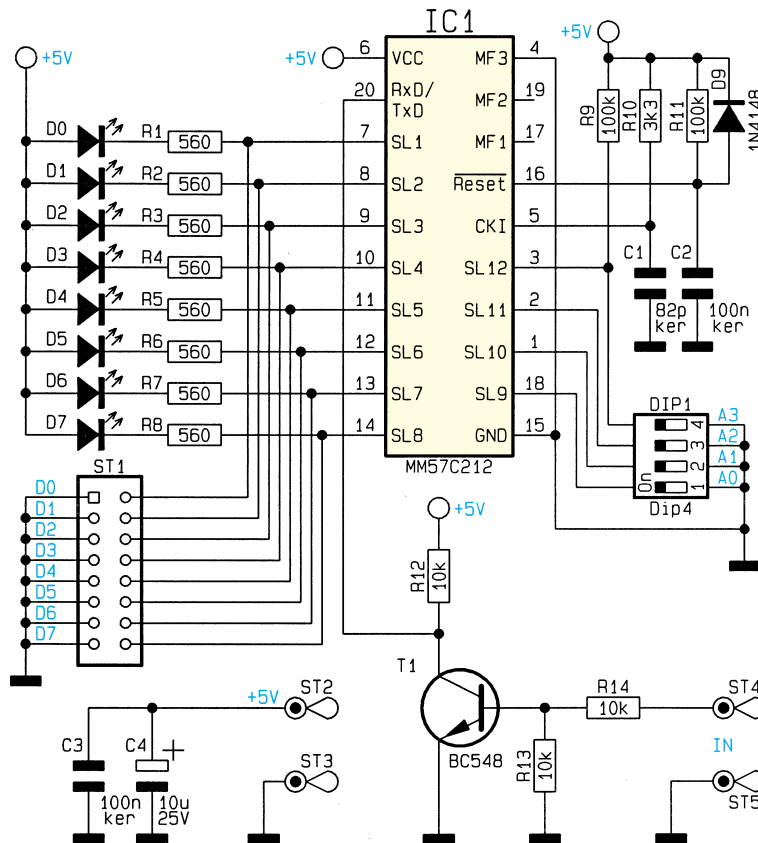 IC1
+5V
+5V
6
VCC
MF3
4
+5V
20
RxD/
TxD
MF2
19
D9
R9
100k
R10
3k3
R11
100k
1N4148
D0
R1
560
7
SL1
MF1
17
D1
R2
560
8
SL2
Reset
16
D2
R3
560
9
SL3
CKI
5
D3
R4
560
10
SL4
SL12
3
C1
C2
D4
R5
560
11
SL5
SL11
2
82p
ker
100n
ker
D5
R6
560
12
SL6
SL10
1
D6
R7
560
13
SL7
SL9
18
DIP1
D7
R8
560
14
SL8
GND
15
4
A3
3
A2
2
A1
On
1
A0
Dip4
MM57C212
ST1
D0
D1
D2
D3
D4
D5
D6
D7
+5V
R12
10k
T1
BC548
R14
10k
ST4
R13
10k
IN
ST5
+5V
ST2
C3
C4
+
ST3
100n
ker
10u
25V